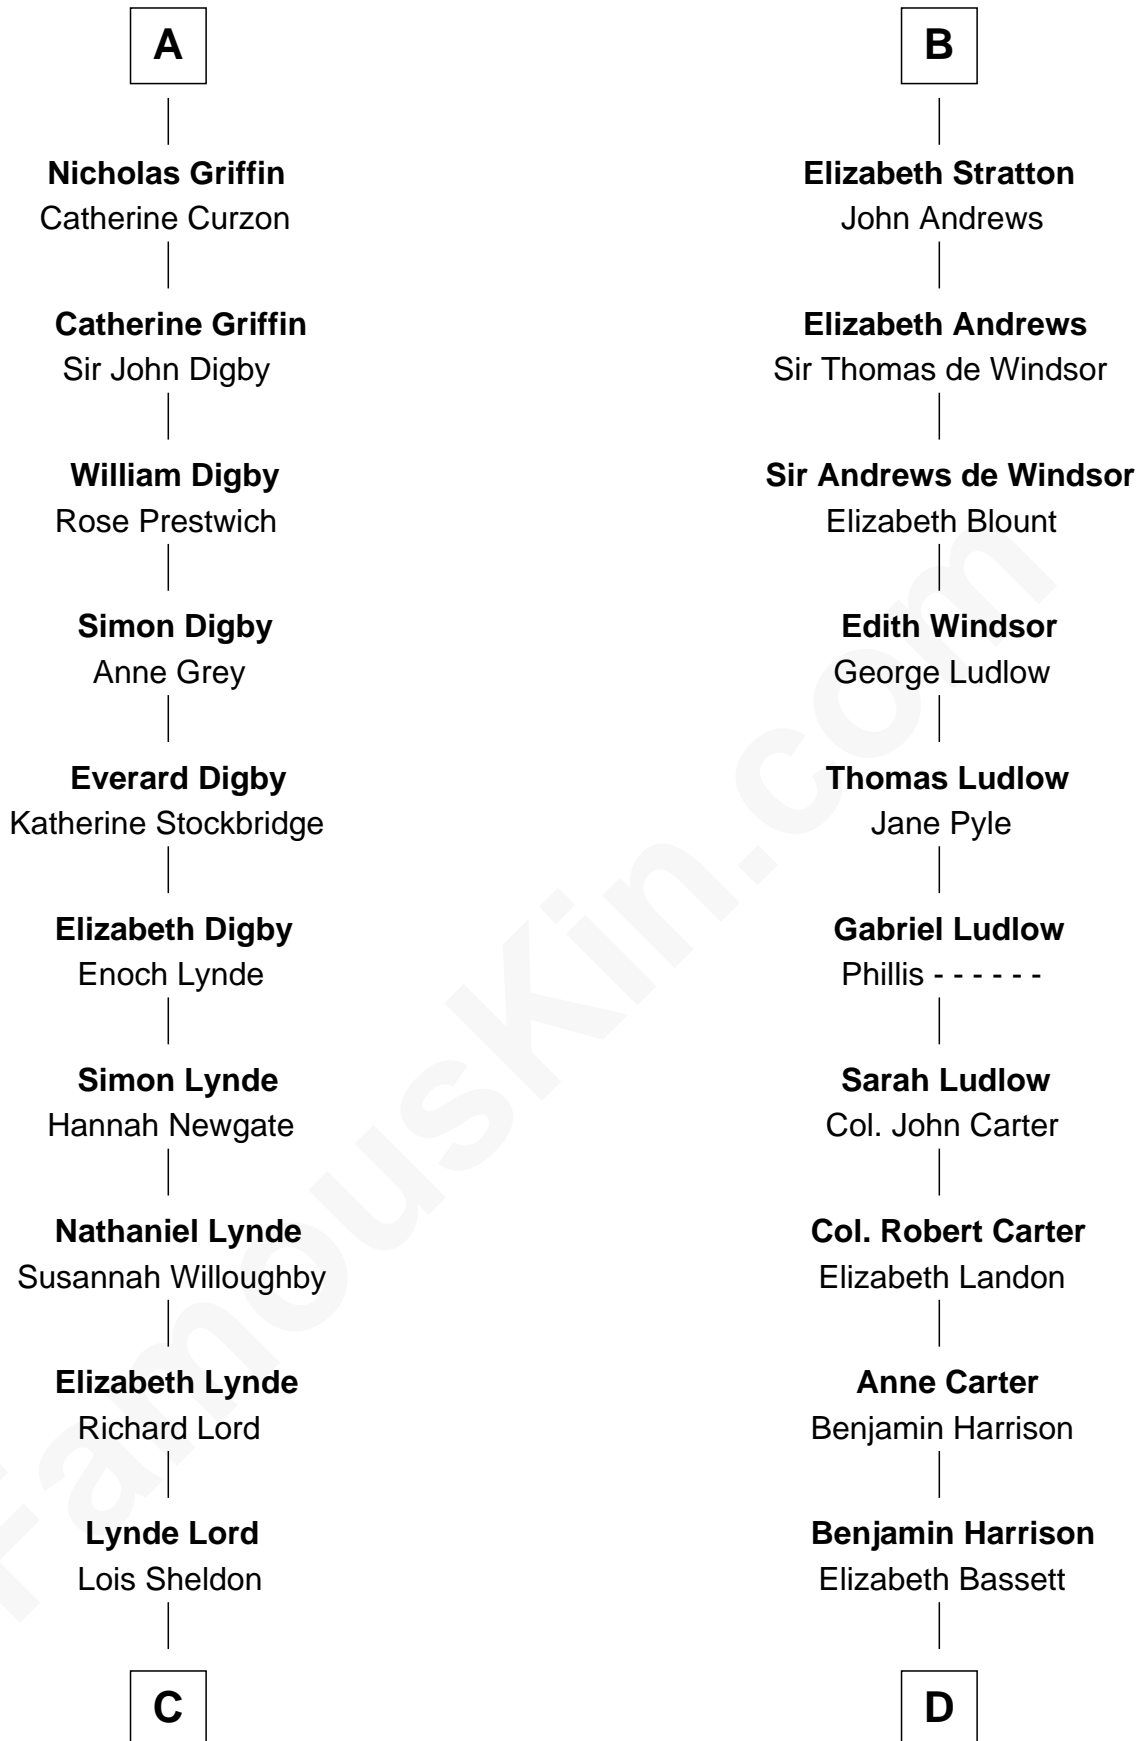 A
Nicholas Griffin
Catherine Curzon
Catherine Griffin
Sir John Digby
William Digby
Rose Prestwich
Simon Digby
Anne Grey
Everard Digby
Katherine Stockbridge
Elizabeth Digby
Enoch Lynde
Simon Lynde
Hannah Newgate
Nathaniel Lynde
Susannah Willoughby
Elizabeth Lynde
Richard Lord
Lynde Lord
Lois Sheldon
C
B
Elizabeth Stratton
John Andrews
Elizabeth Andrews
Sir Thomas de Windsor
Sir Andrews de Windsor
Elizabeth Blount
Edith Windsor
George Ludlow
Thomas Ludlow
Jane Pyle
Gabriel Ludlow
Phillis - - - - - -
Sarah Ludlow
Col. John Carter
Col. Robert Carter
Elizabeth Landon
Anne Carter
Benjamin Harrison
Benjamin Harrison
Elizabeth Bassett
D
FamousKin.com